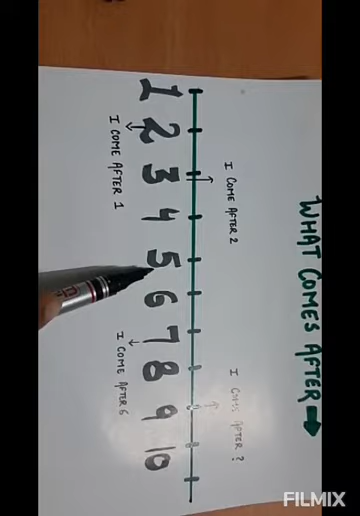 WHAT COMES AFTER →
I COME AFTER 2
I COME AFTER ?
1 2 3 4 5 6 7 8 9 10
I COME AFTER 1
I COME AFTER 6
FILMIX